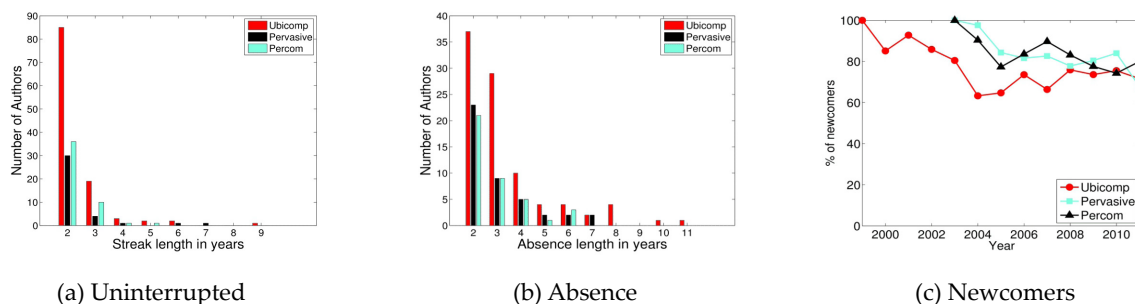 90
80
70
60
50
40
30
20
10
0
Number of Authors
Ubicomp
Pervasive
Percom
2 3 4 5 6 7 8 9
Streak length in years
(a) Uninterrupted
40
35
30
25
20
15
10
5
0
Number of Authors
Ubicomp
Pervasive
Percom
2 3 4 5 6 7 8 9 10 11
Absence length in years
(b) Absence
100
80
60
40
20
0
% of newcomers
Ubicomp
Pervasive
Percom
2000 2002 2004 2006 2008 2010
Year
(c) Newcomers